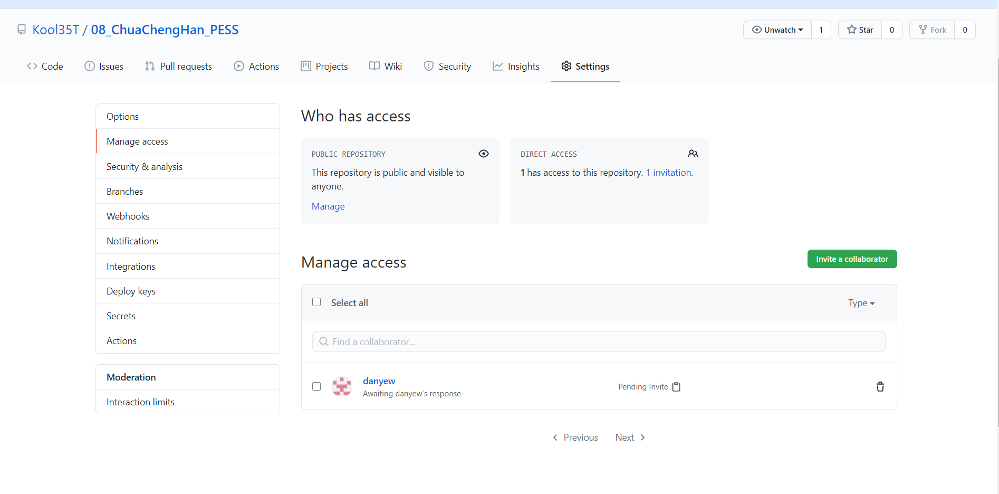 Kool35T / 08_ChuaChengHan_PESS
Unwatch 1 Star 0 Fork 0
Code Issues Pull requests Actions Projects Wiki Security Insights Settings
Options
Manage access
Security & analysis
Branches
Webhooks
Notifications
Integrations
Deploy keys
Secrets
Actions
Moderation
Interaction limits
Who has access
PUBLIC REPOSITORY
This repository is public and visible to
anyone.
Manage
DIRECT ACCESS
1 has access to this repository. 1 invitation.
Manage access
Invite a collaborator
Select all
Type
Find a collaborator...
danyew
Awaiting danyew's response
Pending Invite
Previous Next